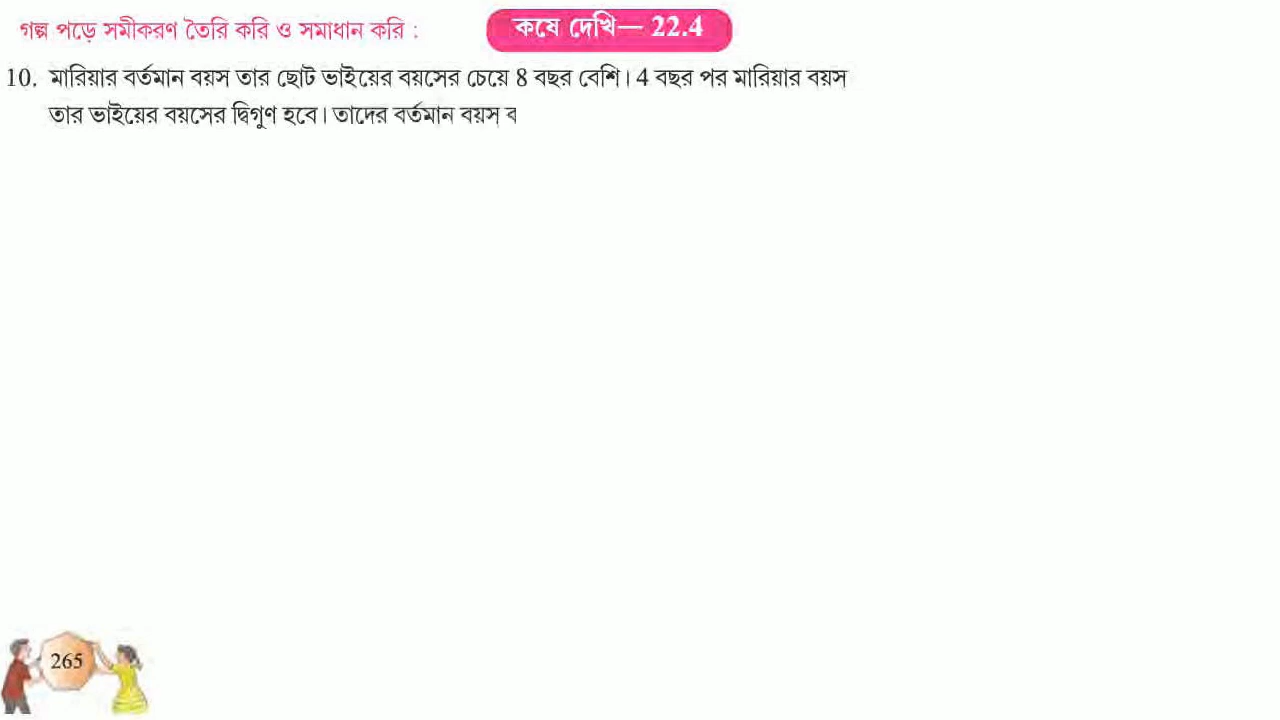 গল্প পড়ে সমীকরণ তৈরি করি ও সমাধান করি :
কষে দেখি— 22.4
10. মারিয়ার বর্তমান বয়স তার ছোট ভাইয়ের বয়সের চেয়ে 8 বছর বেশি। 4 বছর পর মারিয়ার বয়স
তার ভাইয়ের বয়সের দ্বিগুণ হবে। তাদের বর্তমান বয়স ব
265